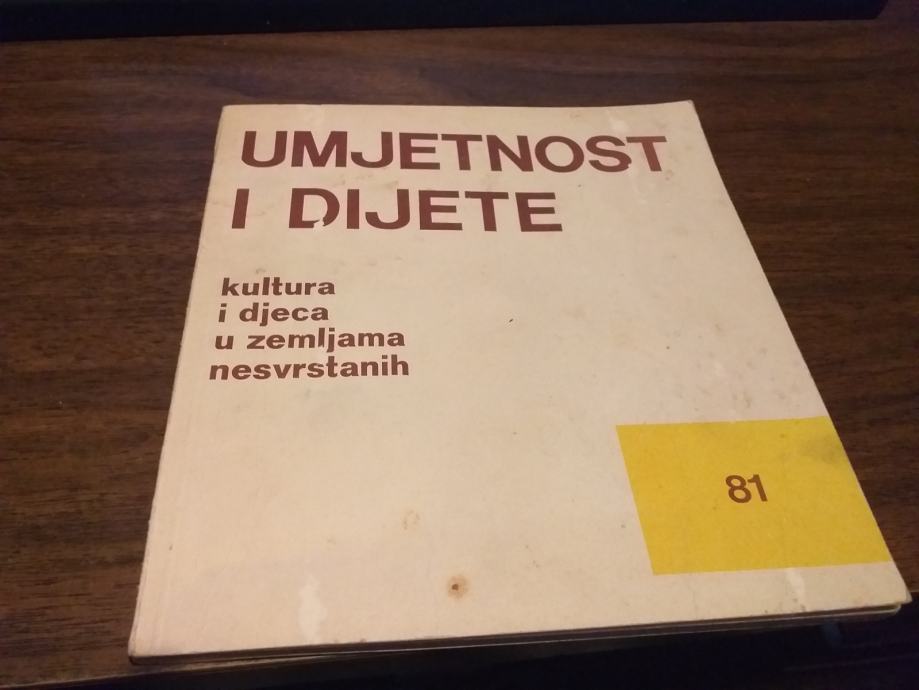 UMJETNOST
I DIJETE
kultura
i djeca
u zemljama
nesvrstanih
81